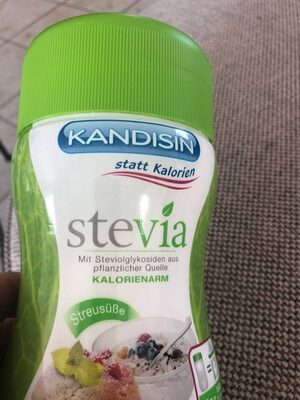 KANDISIN
statt Kalorien
stevia
Mit Steviolglykosiden aus
pflanzlicher Quelle
KALORIENARM
Streusüße